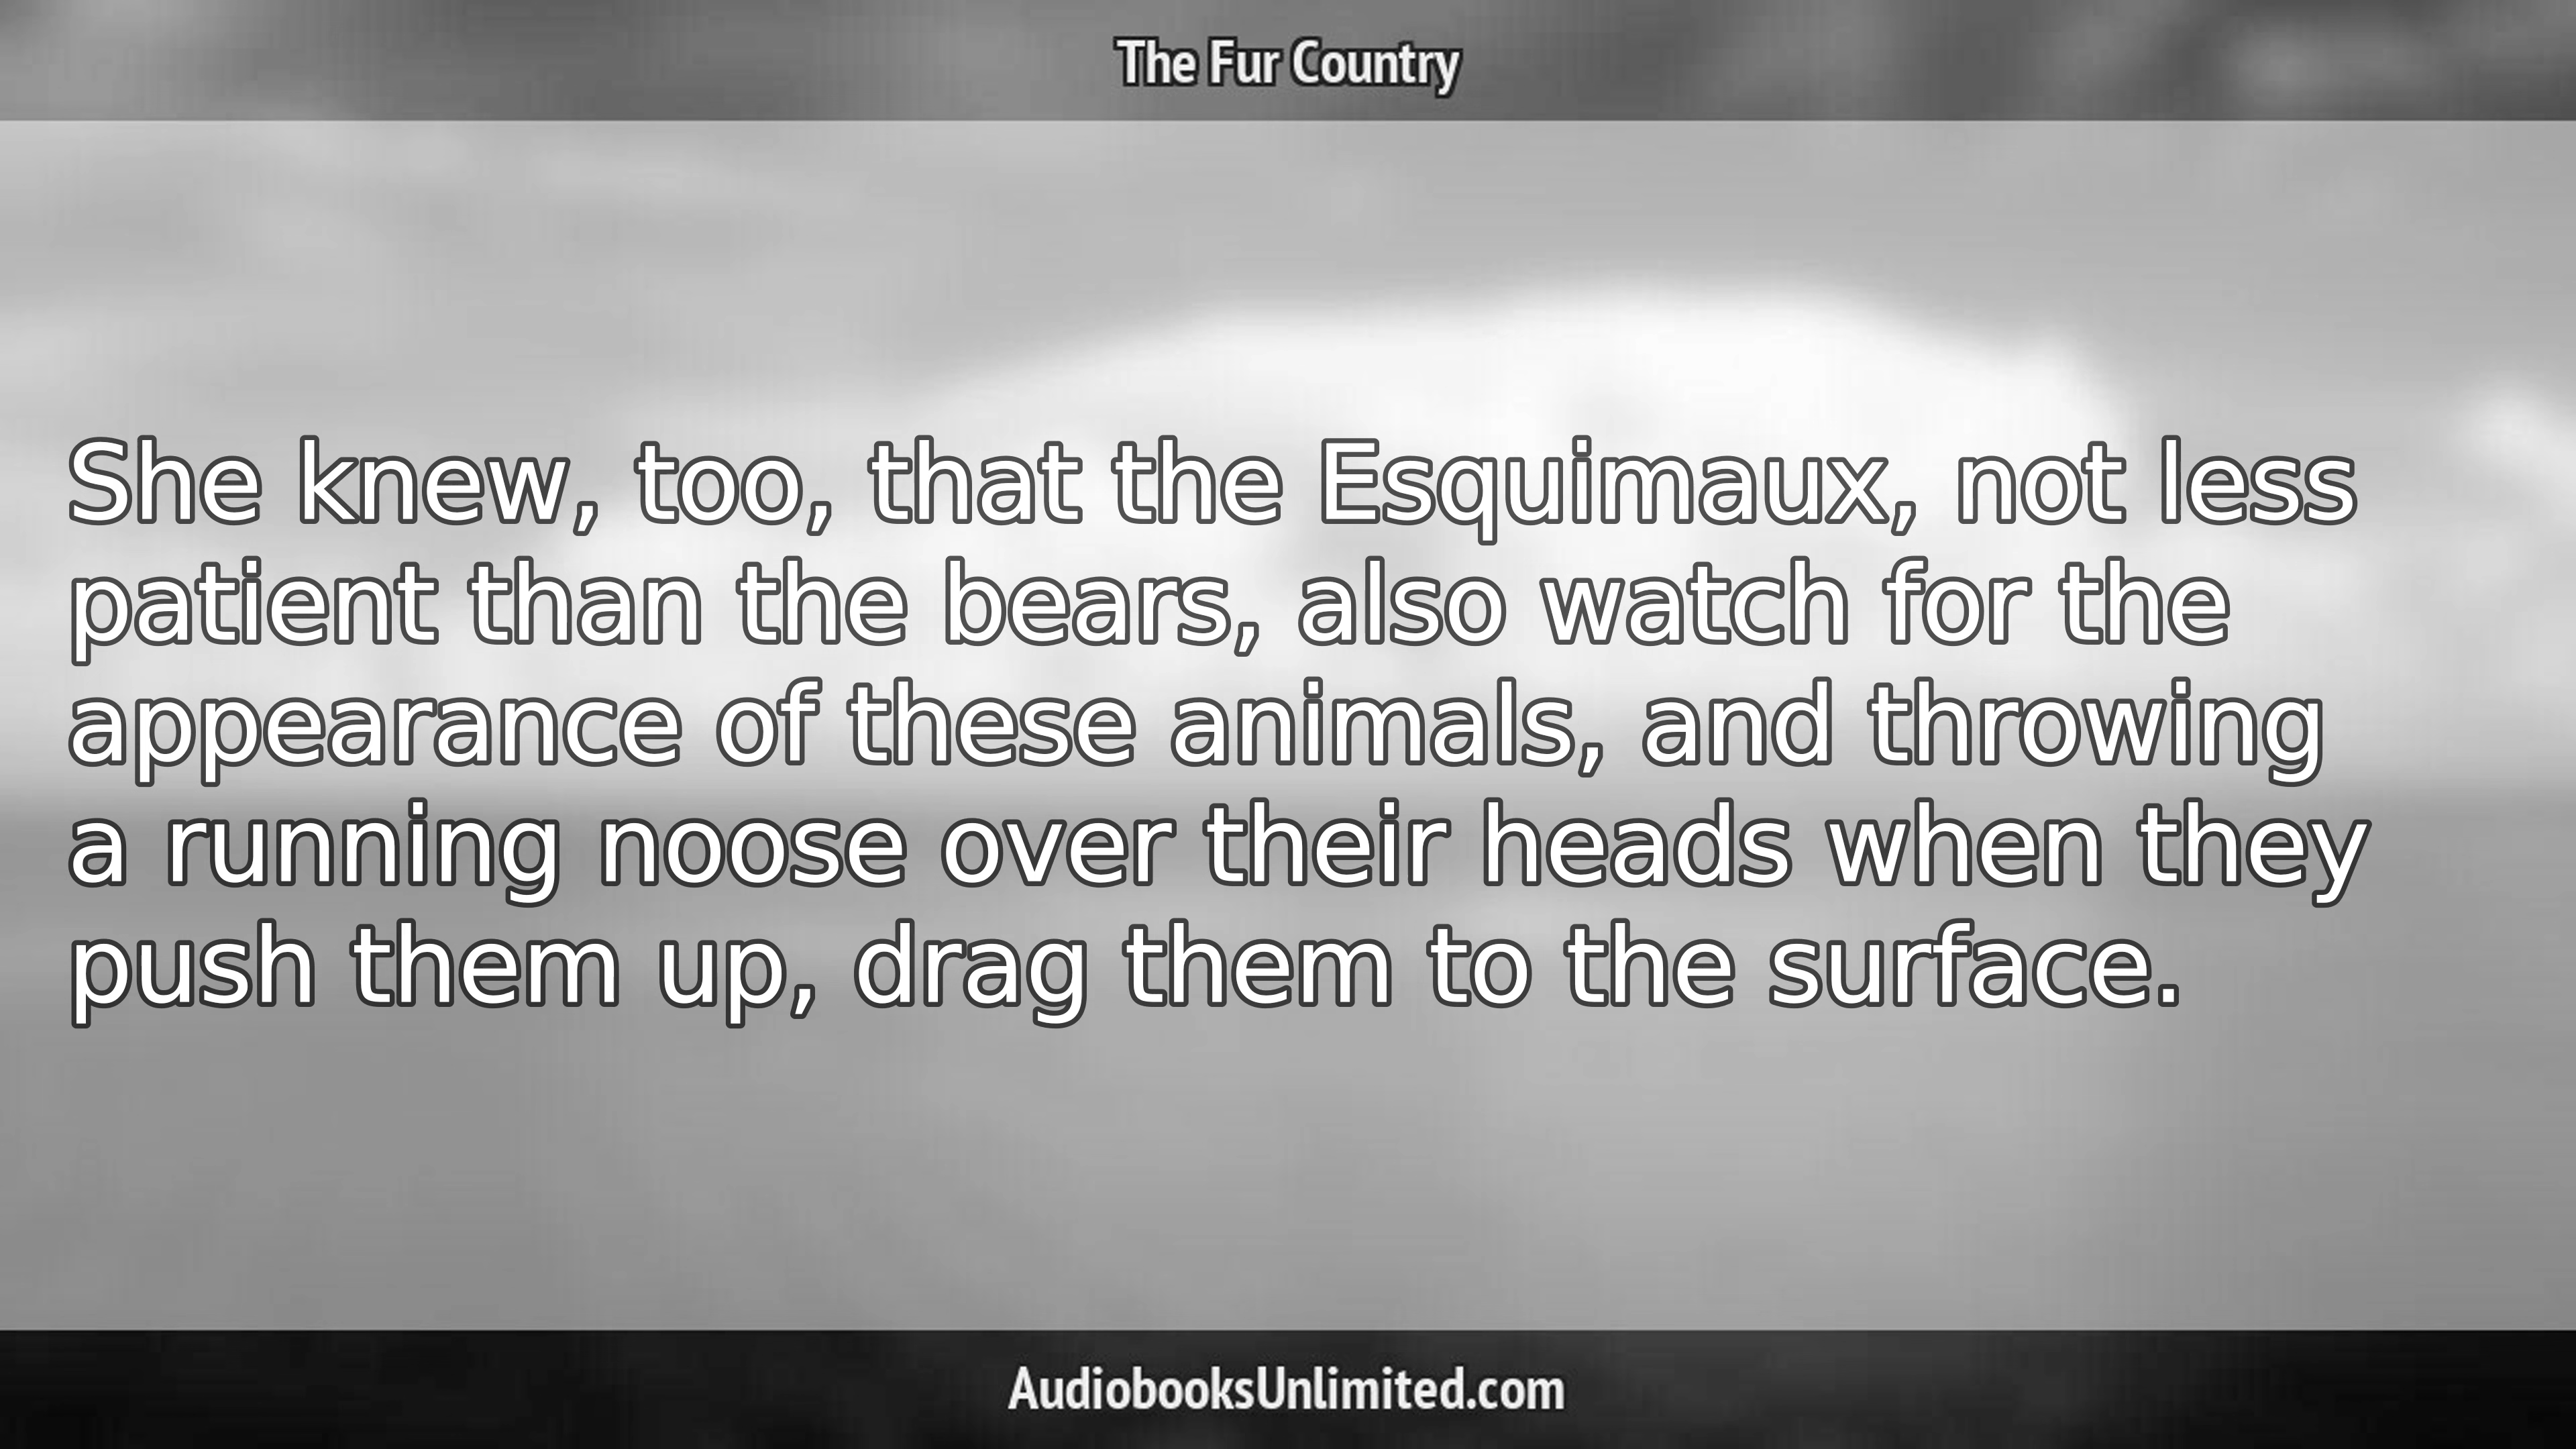 The Fur Country
She knew, too, that the Esquimaux, not less
patient than the bears, also watch for the
appearance of these animals, and throwing
a running noose over their heads when they
push them up, drag them to the surface.
AudiobooksUnlimited.com